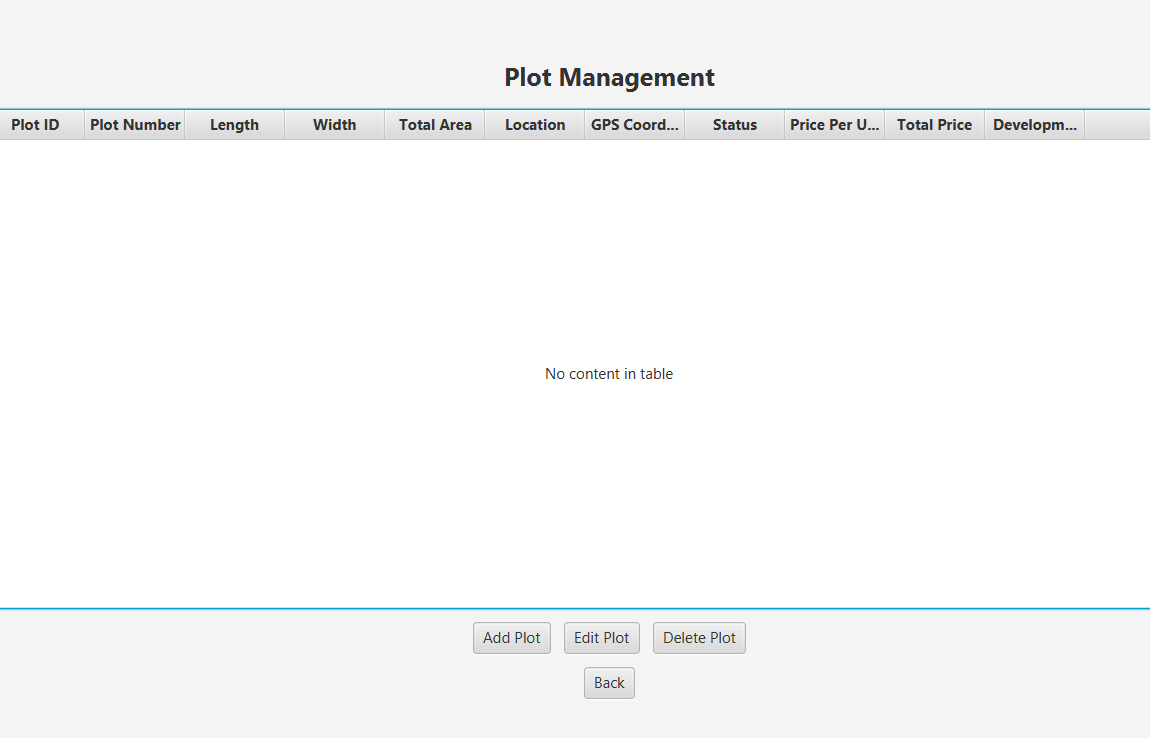 Plot Management
Plot ID Plot Number Length Width Total Area Location GPS Coord... Status Price Per U... Total Price Developm...
No content in table
Add Plot Edit Plot Delete Plot
Back